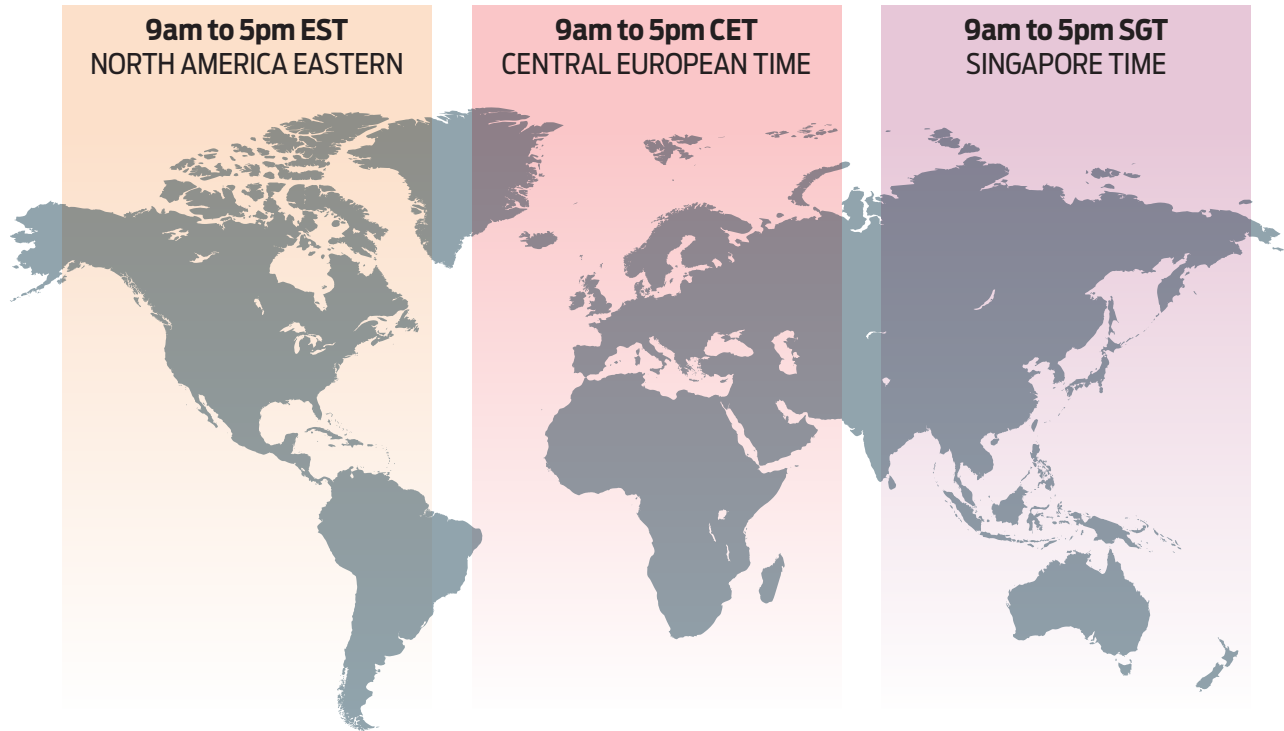 9am to 5pm EST
NORTH AMERICA EASTERN
9am to 5pm CET
CENTRAL EUROPEAN TIME
9am to 5pm SGT
SINGAPORE TIME